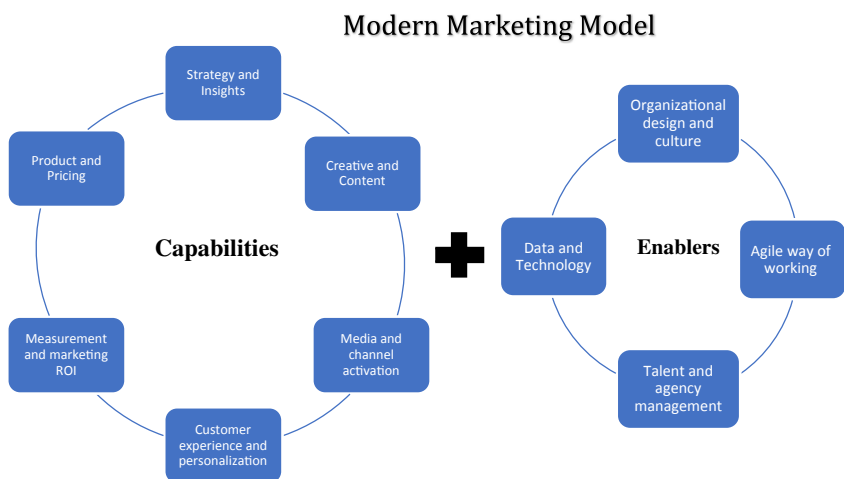 Modern Marketing Model
Strategy and
Insights
Creative and
Content
Media and
channel
activation
Customer
experience and
personalization
Measurement
and marketing
ROI
Product and
Pricing
Capabilities
Organizational
design and
culture
Agile way of
working
Talent and
agency
management
Data and
Technology
Enablers